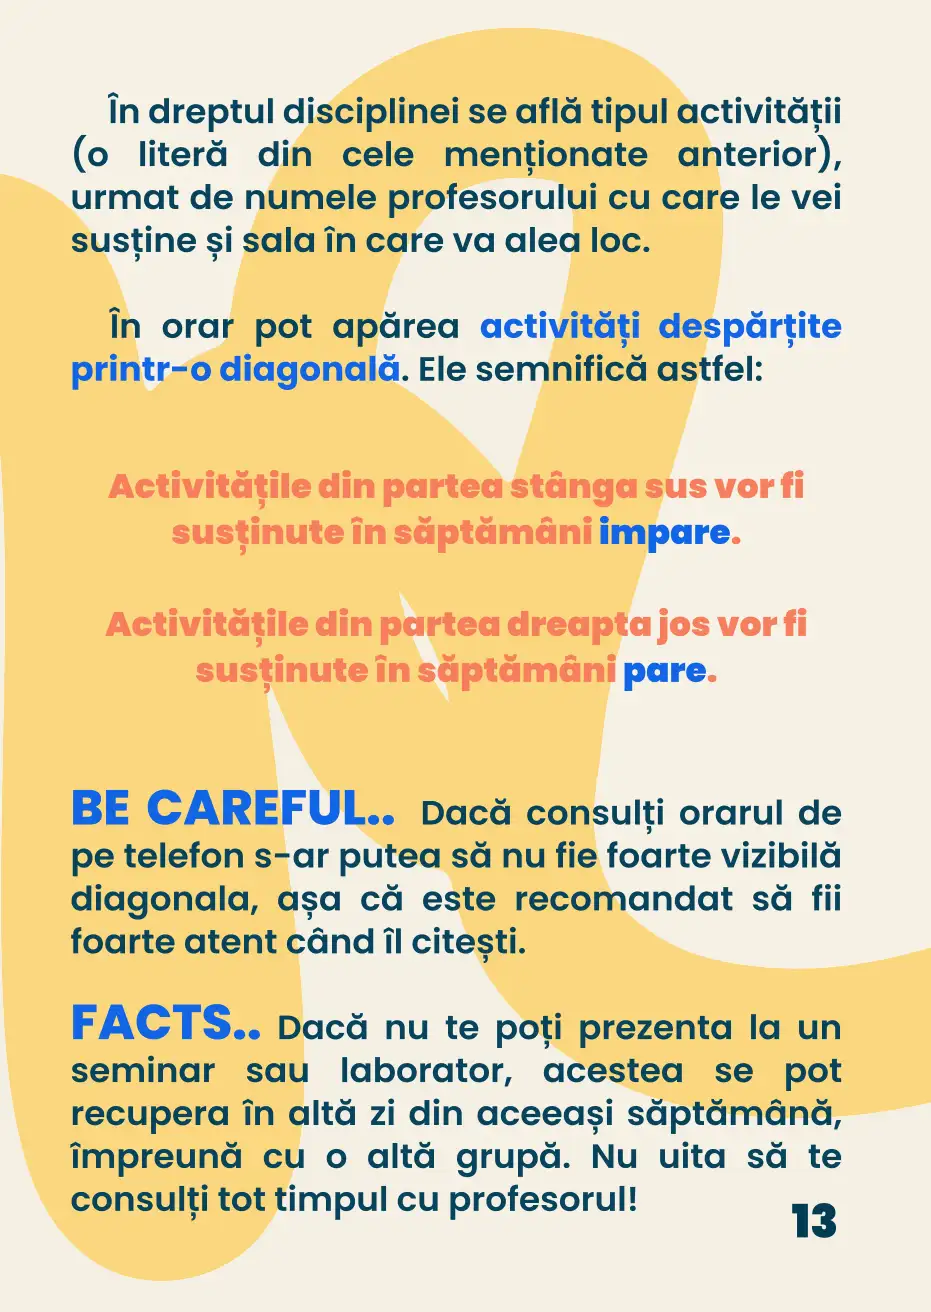 În dreptul disciplinei se află tipul activității
(o literă din cele menționate anterior),
urmat de numele profesorului cu care le vei
susține și sala în care va alea loc.
În orar pot apărea activități despărțite
printr-o diagonală. Ele semnifică astfel:
Activitățile din partea stânga sus vor fi
susținute în săptămâni impare.
Activitățile din partea dreapta jos vor fi
susținute în săptămâni pare.
BE CAREFUL.. Dacă consulți orarul de
pe telefon s-ar putea să nu fie foarte vizibilă
diagonala, așa că este recomandat să fii
foarte atent când îl citești.
FACTS.. Dacă nu te poți prezenta la un
seminar sau laborator, acestea se pot
recupera în altă zi din aceeași săptămână,
împreună cu o altă grupă. Nu uita să te
consulți tot timpul cu profesorul!
13